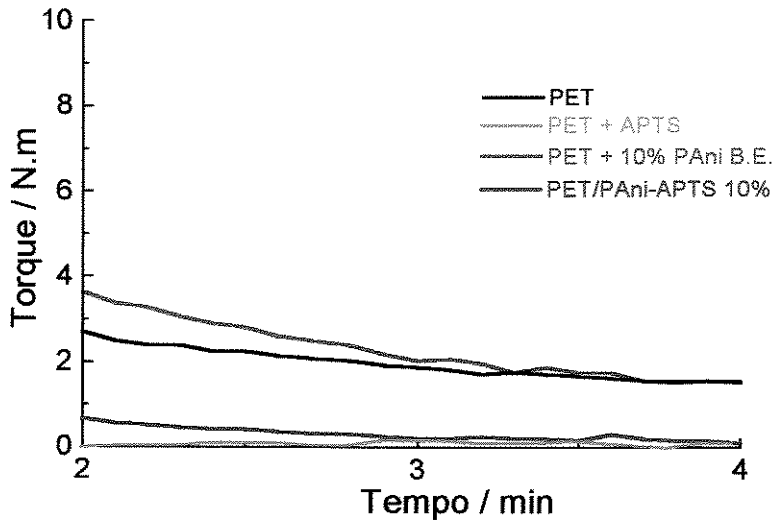 10
8
6
4
2
0
Torque / N.m
PET
PET + APTS
PET + 10% PAni B.E.
PET/PAni-APTS 10%
2
3
4
Tempo / min